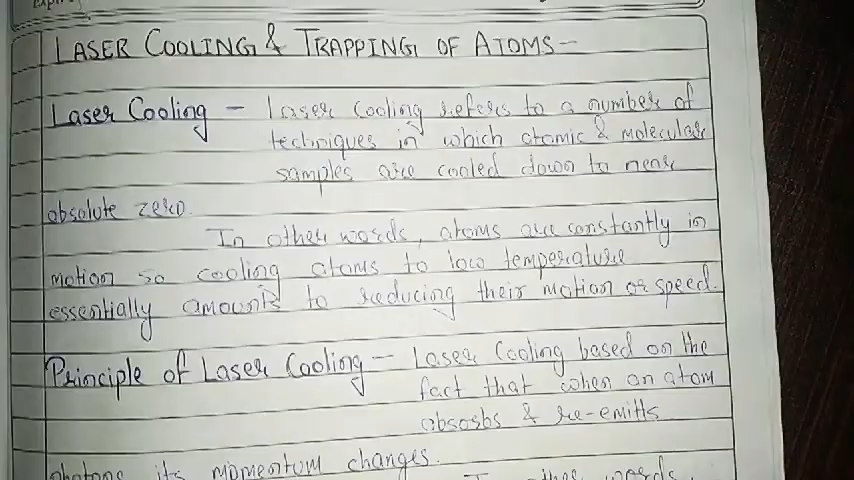 LASER COOLING & TRAPPING OF ATOMS-
Laser Cooling - Laser Cooling refers to a number of
techniques in which atomic & molecular
samples are cooled down to near
absolute zero.
In other words, atoms are constantly in
motion so cooling atoms to low temperature
essentially amounts to reducing their motion or speed.
Principle of Laser Cooling - Laser Cooling based on the
fact that when an atom
absosbs & re-emitts
photons its momentum changes.